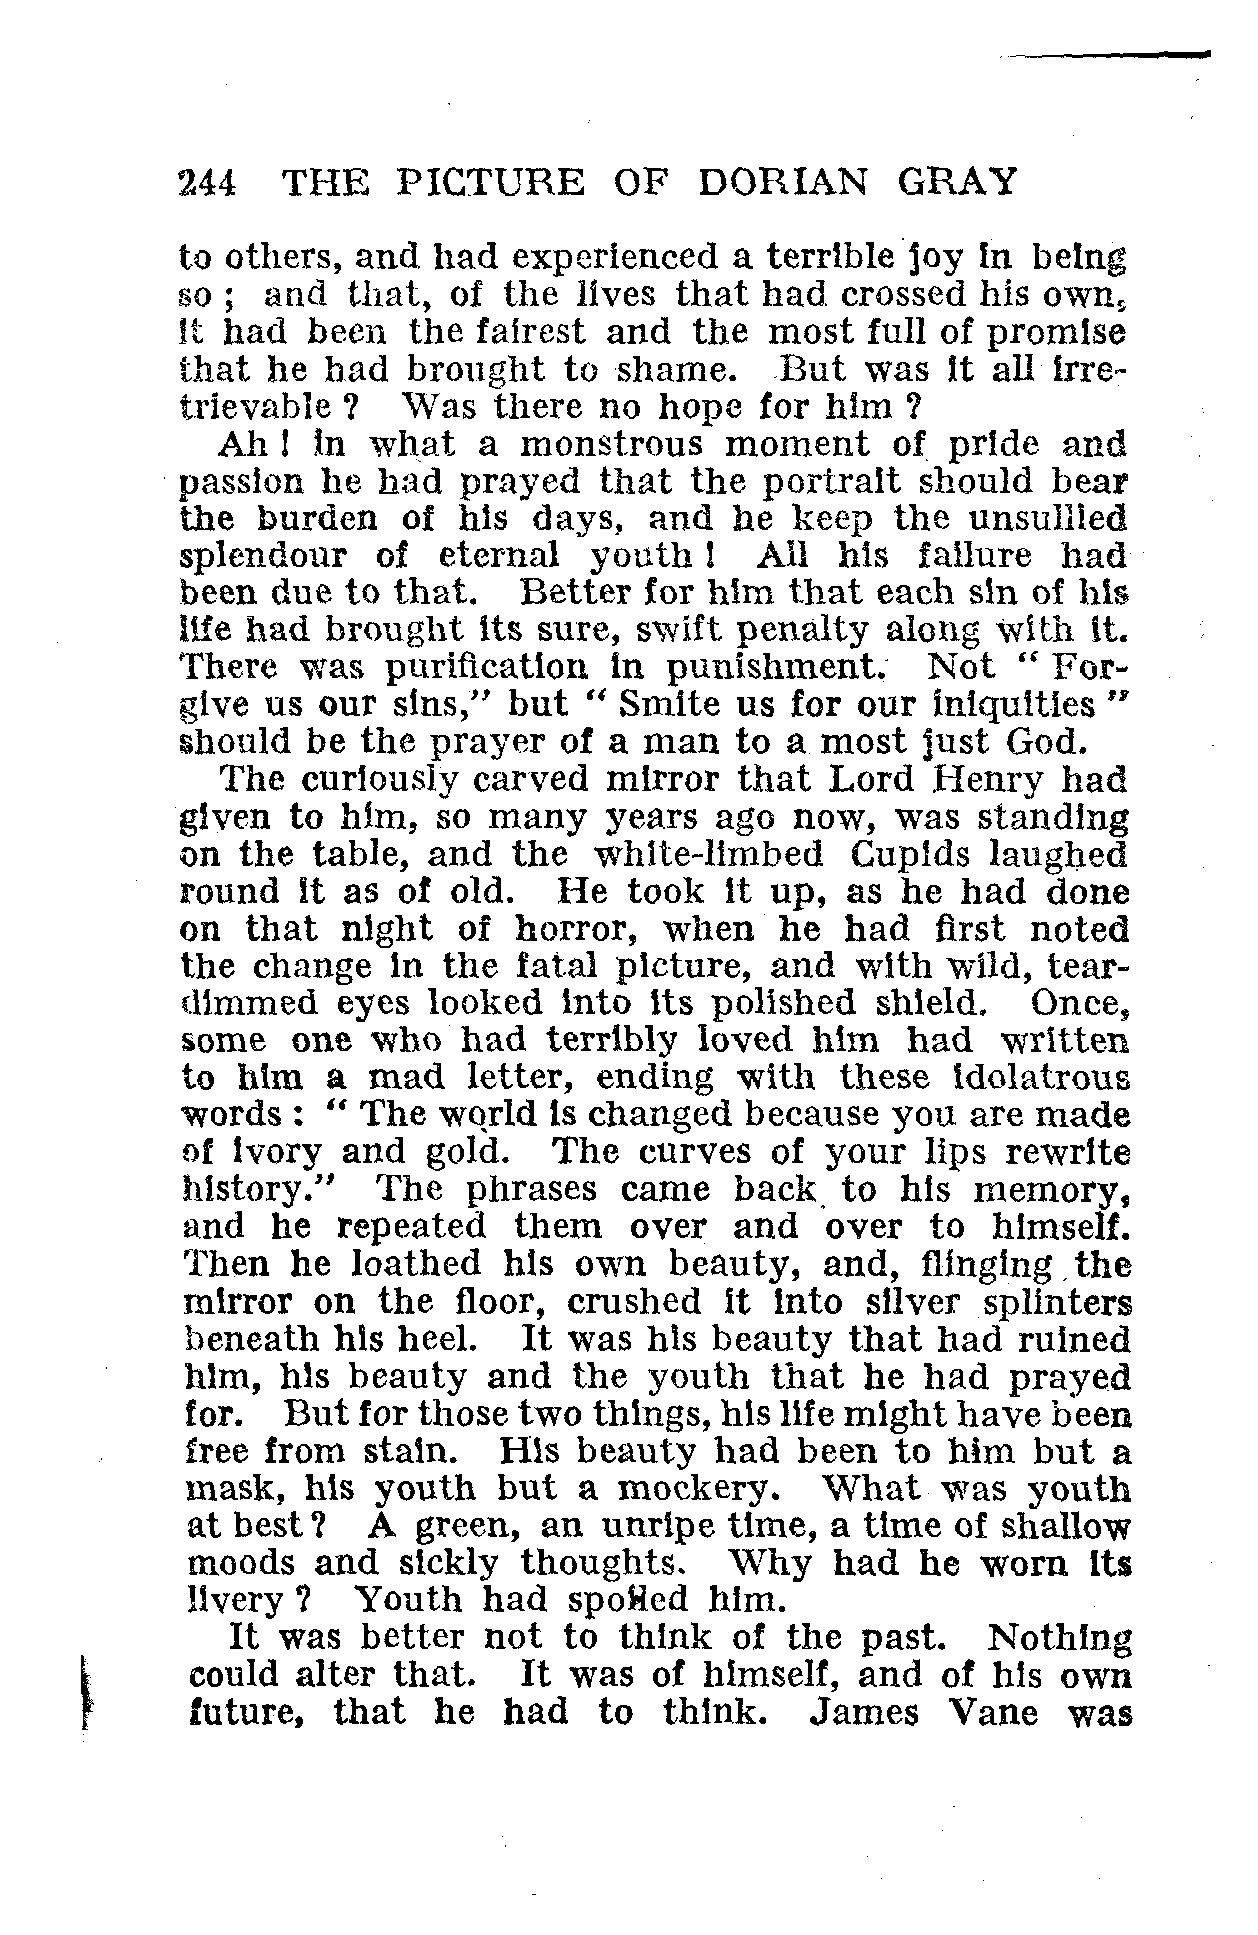 244 THE PICTURE OF DORIAN GRAY
to others, and had experienced a terrible joy in being
so ; and that, of the lives that had crossed his own,
it had been the fairest and the most full of promise
that he had brought to shame. But was it all irre-
trievable ? Was there no hope for him ?
Ah ! in what a monstrous moment of pride and
passion he had prayed that the portrait should bear
the burden of his days, and he keep the unsullied
splendour of eternal youth ! All his failure had
been due to that. Better for him that each sin of his
life had brought its sure, swift penalty along with it.
There was purification in punishment. Not “ For-
give us our sins,” but “ Smite us for our iniquities ”
should be the prayer of a man to a most just God.
The curiously carved mirror that Lord Henry had
given to him, so many years ago now, was standing
on the table, and the white-limbed Cupids laughed
round it as of old. He took it up, as he had done
on that night of horror, when he had first noted
the change in the fatal picture, and with wild, tear-
dimmed eyes looked into its polished shield. Once,
some one who had terribly loved him had written
to him a mad letter, ending with these idolatrous
words : “ The world is changed because you are made
of ivory and gold. The curves of your lips rewrite
history.” The phrases came back to his memory,
and he repeated them over and over to himself.
Then he loathed his own beauty, and, flinging the
mirror on the floor, crushed it into silver splinters
beneath his heel. It was his beauty that had ruined
him, his beauty and the youth that he had prayed
for. But for those two things, his life might have been
free from stain. His beauty had been to him but a
mask, his youth but a mockery. What was youth
at best ? A green, an unripe time, a time of shallow
moods and sickly thoughts. Why had he worn its
livery ? Youth had spoiled him.
It was better not to think of the past. Nothing
could alter that. It was of himself, and of his own
future, that he had to think. James Vane was